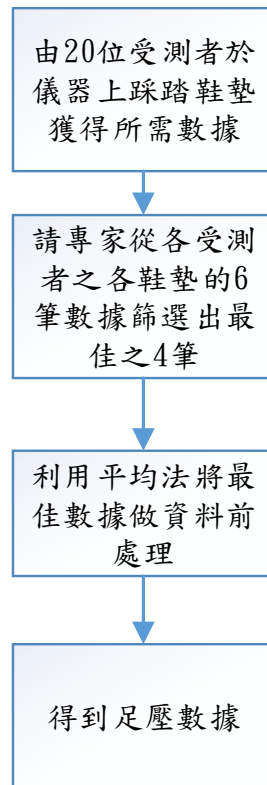 由20位受測者於
儀器上踩踏鞋墊
獲得所需數據
請專家從各受測
者之各鞋墊的6
筆數據篩選出最
佳之4筆
利用平均法將最
佳數據做資料前
處理
得到足壓數據